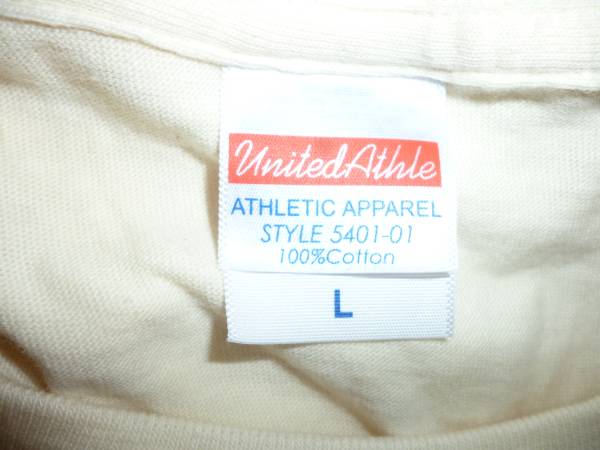 UnitedAthle
ATHLETIC APPAREL
STYLE 5401-01
100%Cotton
L